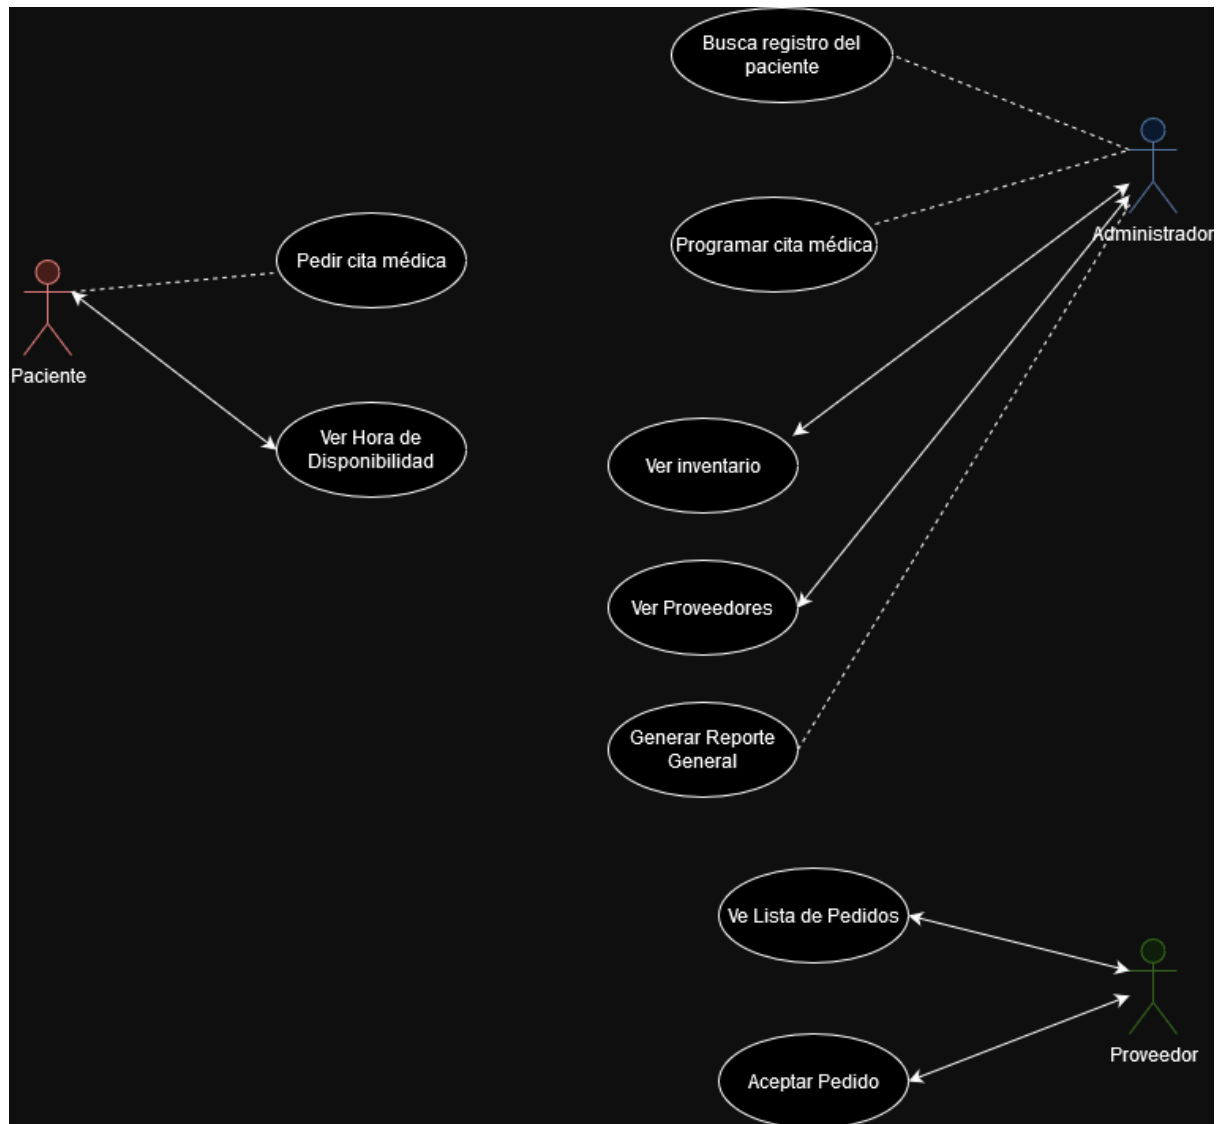 Busca registro del
paciente
Administrador
Programar cita médica
Pedir cita médica
Paciente
Ver Hora de
Disponibilidad
Ver inventario
Ver Proveedores
Generar Reporte
General
Ve Lista de Pedidos
Proveedor
Aceptar Pedido